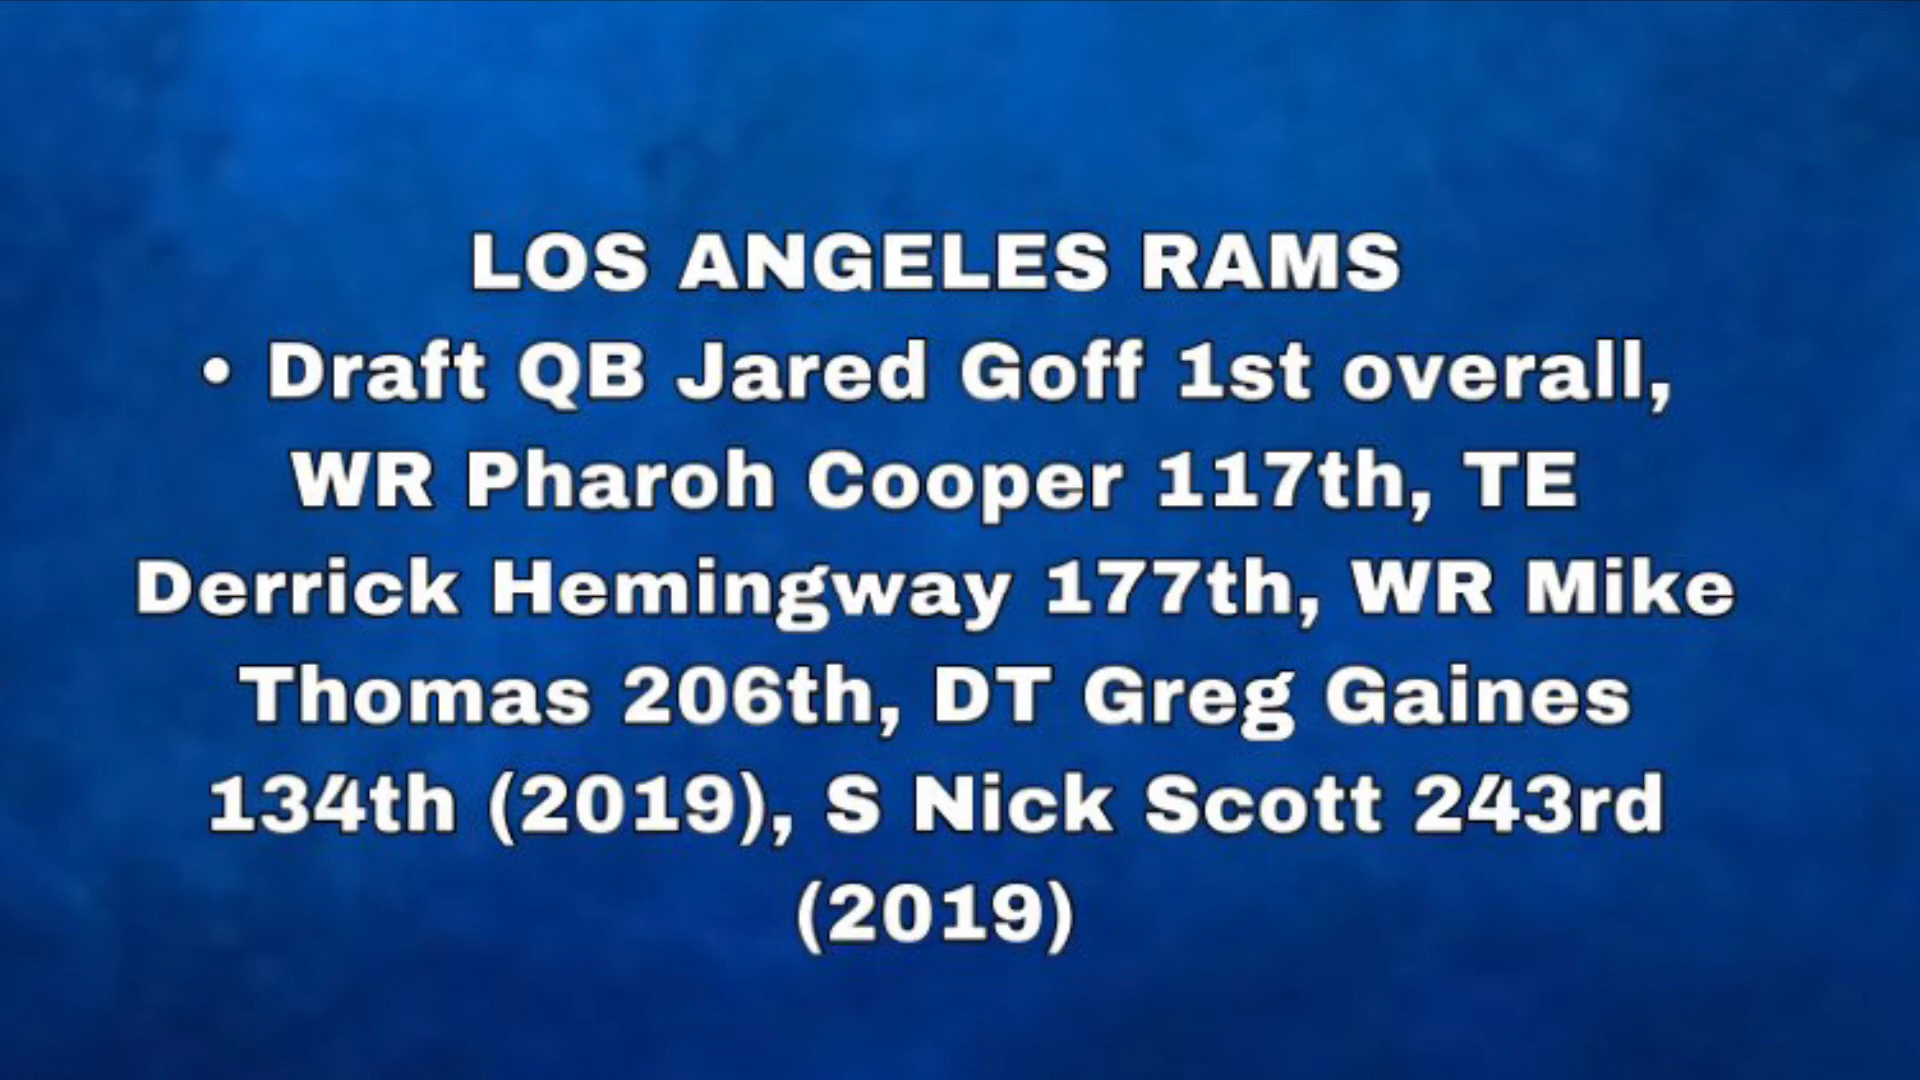 LOS ANGELES RAMS
• Draft QB Jared Goff 1st overall,
WR Pharoh Cooper 117th, TE
Derrick Hemingway 177th, WR Mike
Thomas 206th, DT Greg Gaines
134th (2019), S Nick Scott 243rd
(2019)